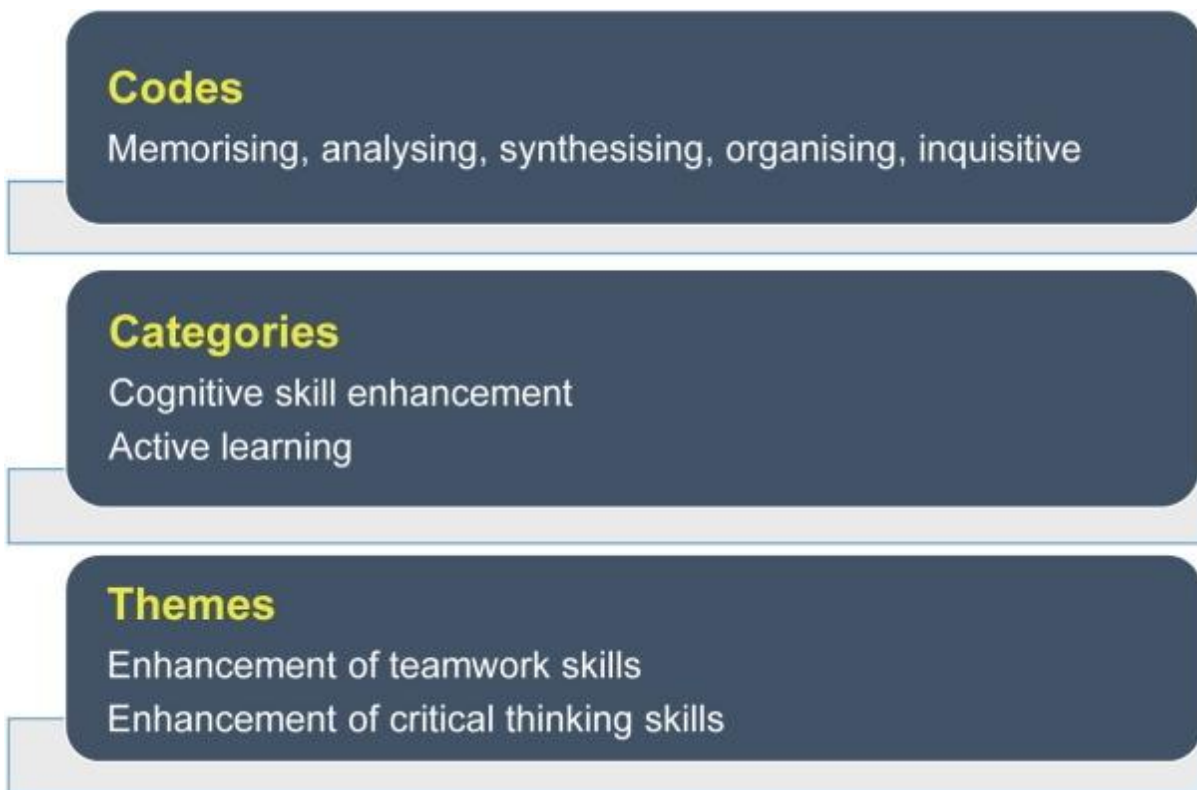 Codes
Memorising, analysing, synthesising, organising, inquisitive
Categories
Cognitive skill enhancement
Active learning
Themes
Enhancement of teamwork skills
Enhancement of critical thinking skills